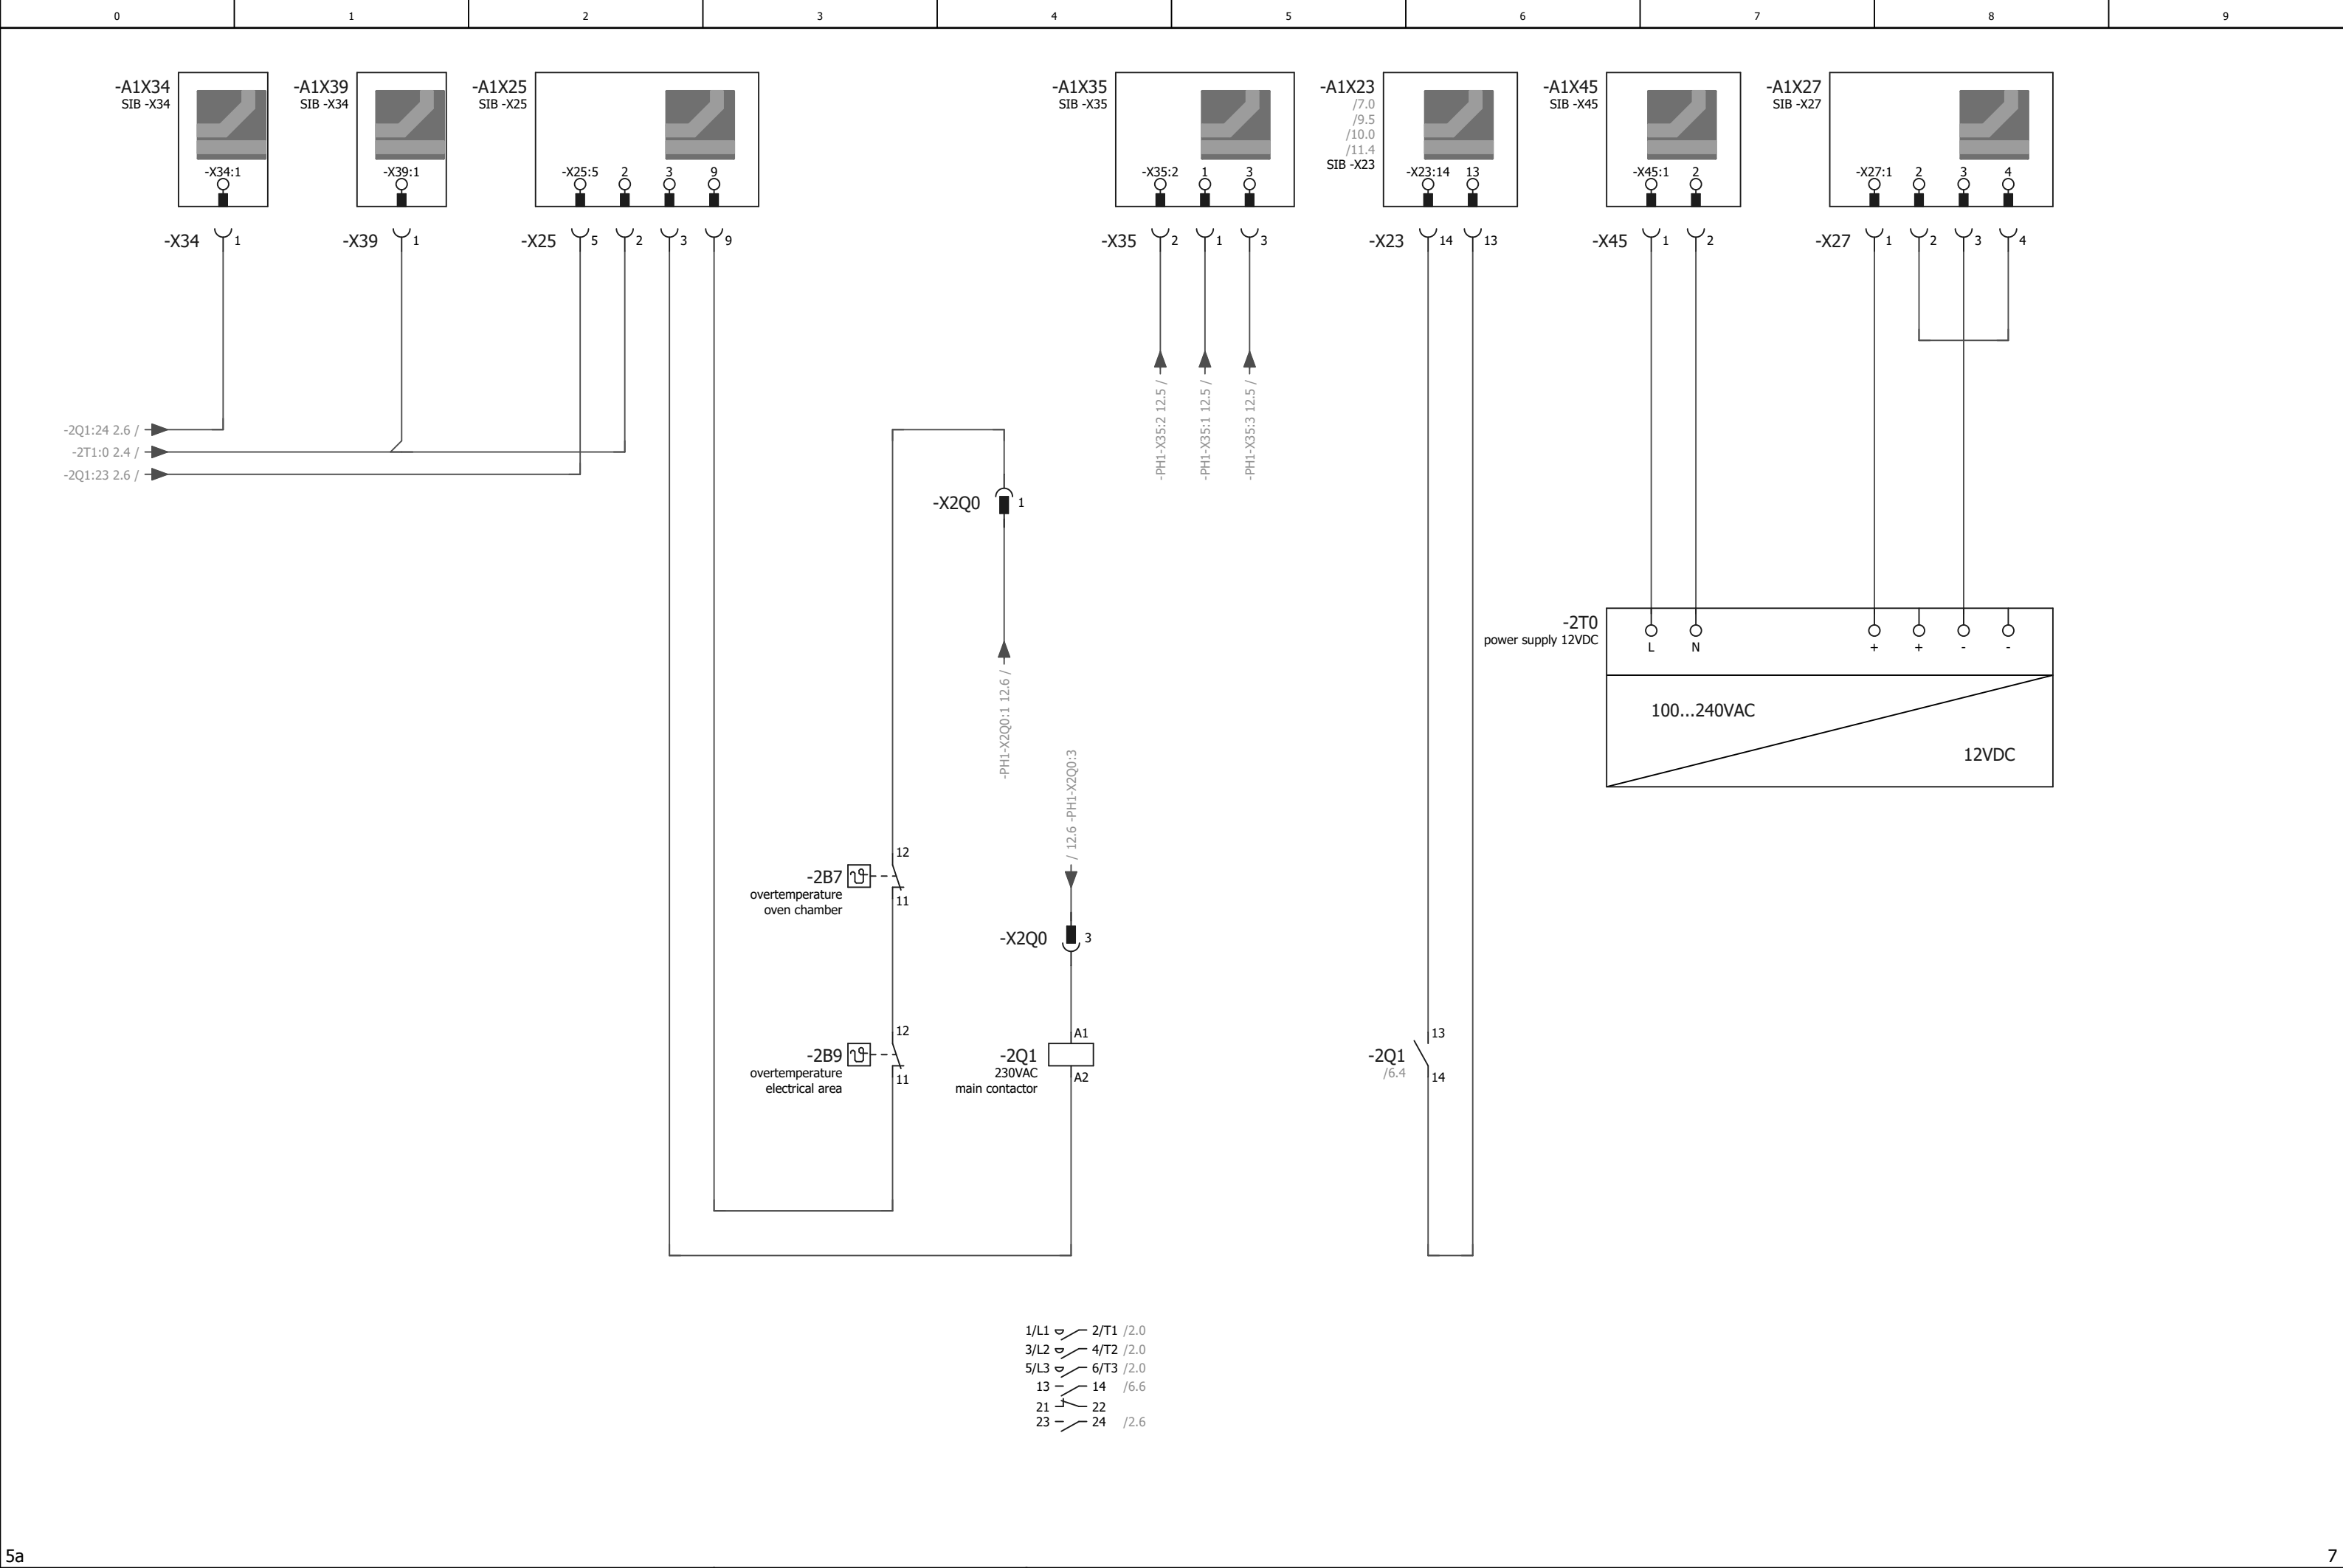 0 1 2 3 4 5 6 7 8 9
-A1X34
SIB -X34
-X34:1
-A1X39
SIB -X34
-X39:1
-A1X25
SIB -X25
-X25:5 2 3 9
-A1X35
SIB -X35
-X35:2 1 3
-A1X23
/7.0
/9.5
/10.0
/11.4
SIB -X23
-X23:14 13
-A1X45
SIB -X45
-X45:1 2
-A1X27
SIB -X27
-X27:1 2 3 4
-X34 1
-X39 1
-X25 5 2 3 9
-X35 2 1 3
-X23 14 13
-X45 1 2
-X27 1 2 3 4
-2Q1:24 2.6 /
-2T1:0 2.4 /
-2Q1:23 2.6 /
-PH1-X35:2 12.5 /
-PH1-X35:1 12.5 /
-PH1-X35:3 12.5 /
-X2Q0 1
-PH1-X2Q0:1 12.6 /
/ 12.6 -PH1-X2Q0:3
-2T0
power supply 12VDC
L N + + - -
100...240VAC
12VDC
12
-2B7
overtemperature
oven chamber
11
-X2Q0 3
12
-2B9
overtemperature
electrical area
11
A1
-2Q1
230VAC
main contactor
A2
13
-2Q1
/6.4
14
1/L1 2/T1 /2.0
3/L2 4/T2 /2.0
5/L3 6/T3 /2.0
13 14 /6.6
21 22
23 24 /2.6
5a
7